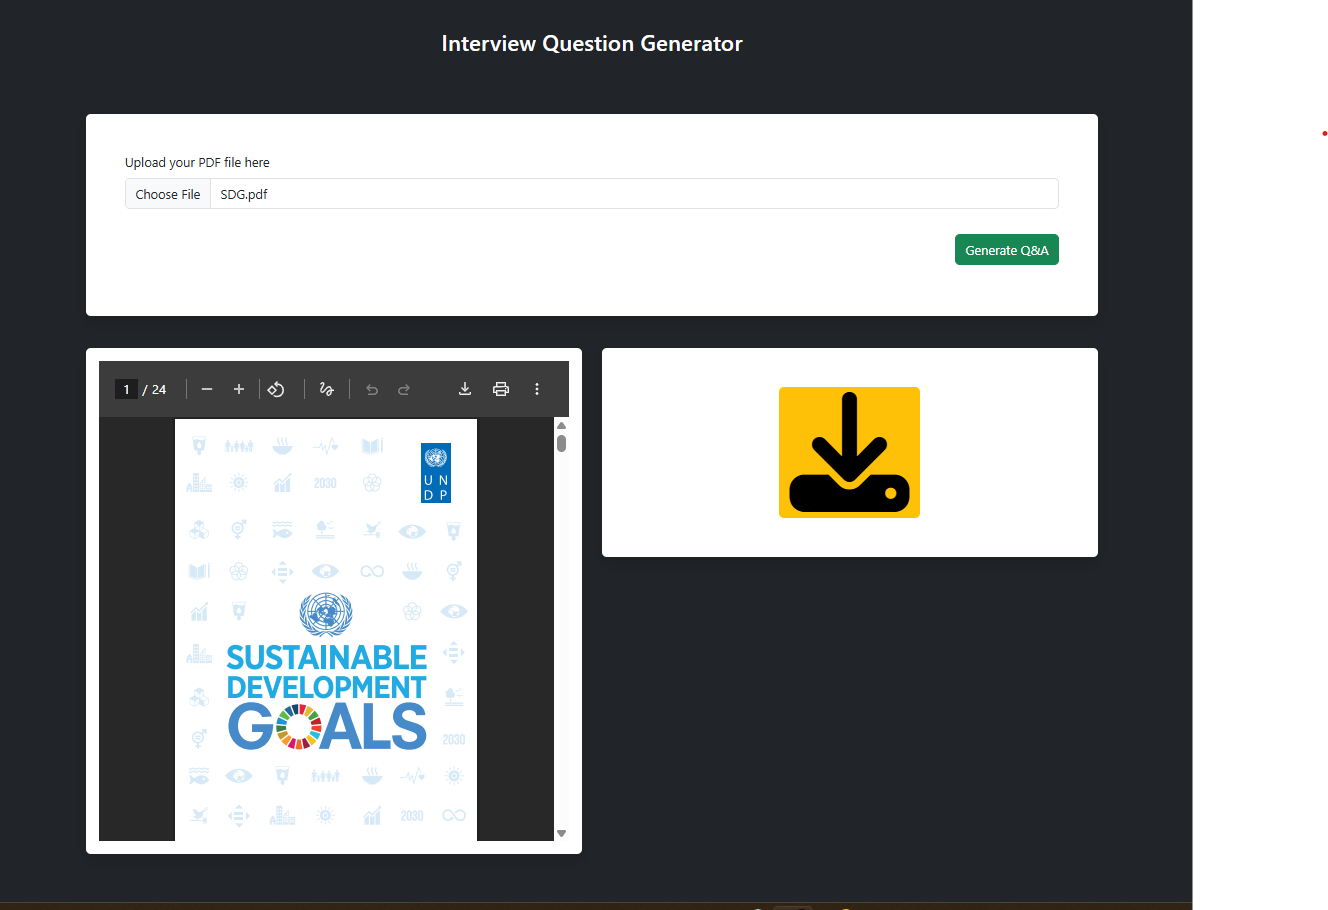 Interview Question Generator
Upload your PDF file here
Choose File SDG.pdf
Generate Q&A
1 / 24
U N
D P
2030
SUSTAINABLE
DEVELOPMENT
GOALS
2030
2030